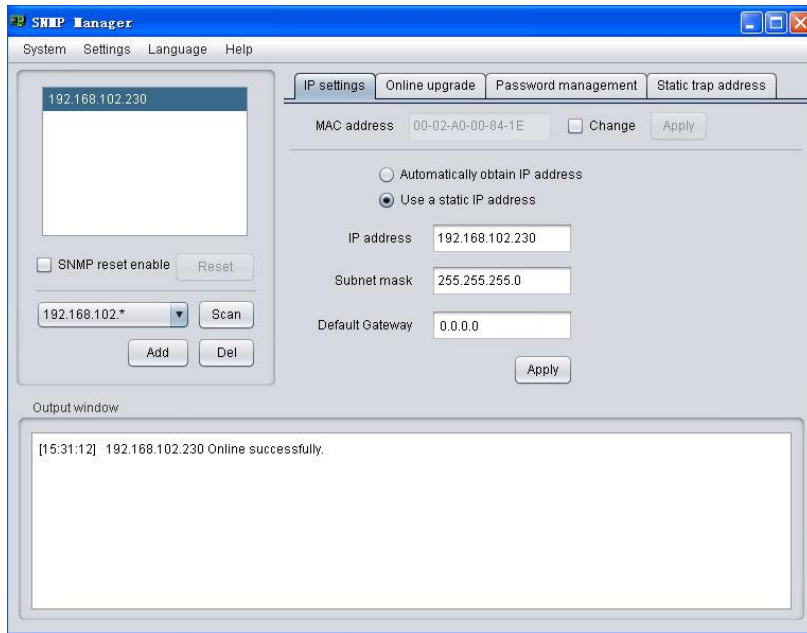 SNMP Manager
System Settings Language Help
192.168.102.230
SNMP reset enable Reset
192.168.102.* Scan
Add Del
IP settings Online upgrade Password management Static trap address
MAC address 00-02-A0-00-84-1E Change Apply
Automatically obtain IP address
Use a static IP address
IP address 192.168.102.230
Subnet mask 255.255.255.0
Default Gateway 0.0.0.0
Apply
Output window
[15:31:12] 192.168.102.230 Online successfully.